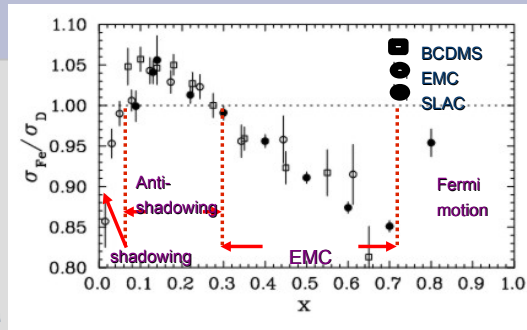 1.10
1.05
1.00
0.95
0.90
0.85
0.80
σFe/σD
BCDMS
EMC
SLAC
Anti-
shadowing
shadowing
EMC
Fermi
motion
0.0 0.1 0.2 0.3 0.4 0.5 0.6 0.7 0.8 0.9 1.0
x